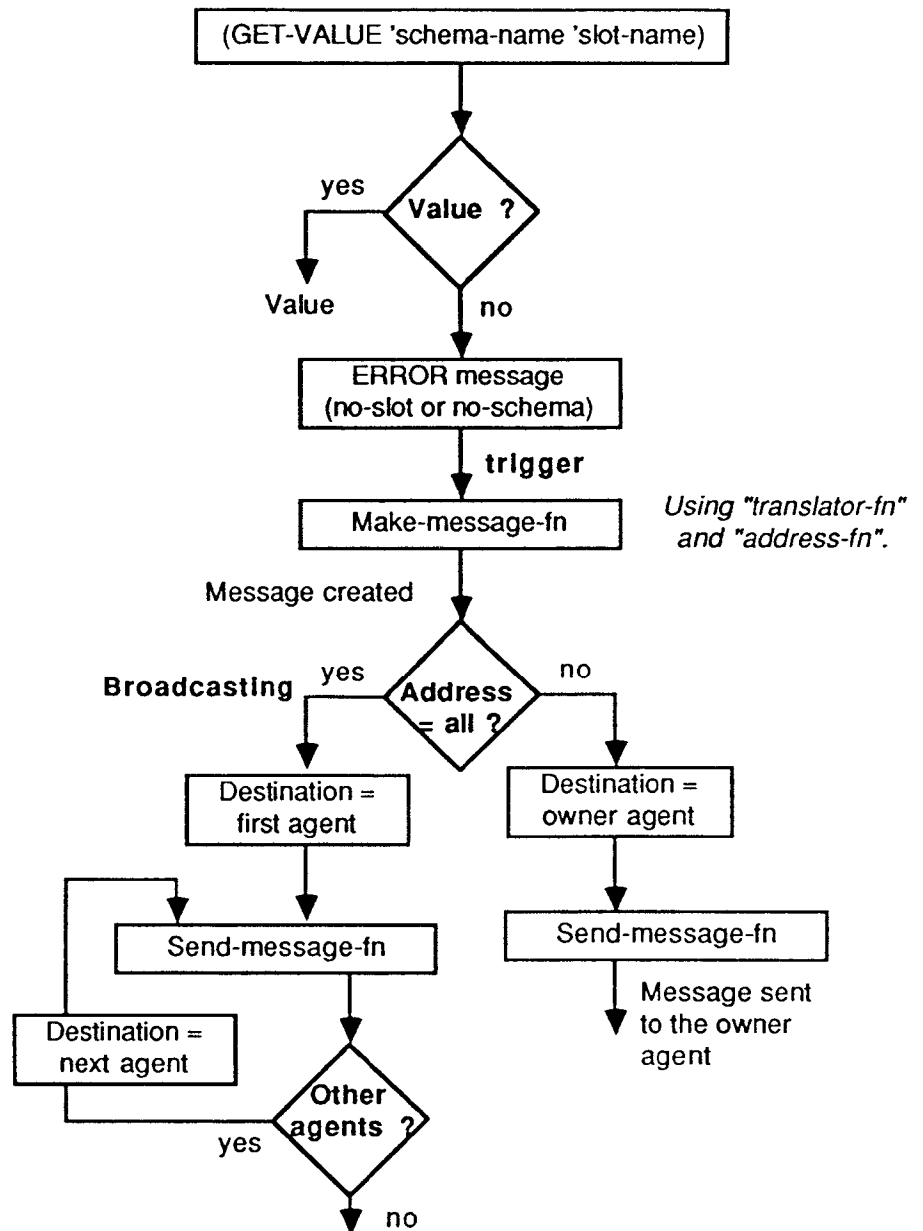 (GET-VALUE 'schema-name 'slot-name)
yes
Value ?
Value
no
ERROR message
(no-slot or no-schema)
trigger
Make-message-fn
Using "translator-fn"
and "address-fn".
Message created
Broadcasting
yes
Address
= all ?
no
Destination =
first agent
Destination =
owner agent
Send-message-fn
Send-message-fn
Message sent
to the owner
agent
Destination =
next agent
Other
agents ?
yes
no